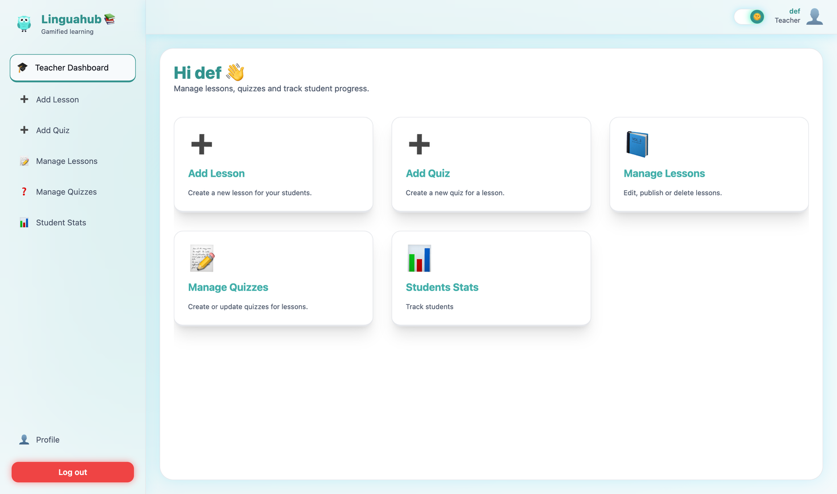 Linguahub
Gamified learning
Teacher Dashboard
Add Lesson
Add Quiz
Manage Lessons
Manage Quizzes
Student Stats
Profile
Log out
def
Teacher
Hi def
Manage lessons, quizzes and track student progress.
Add Lesson
Create a new lesson for your students.
Add Quiz
Create a new quiz for a lesson.
Manage Lessons
Edit, publish or delete lessons.
Manage Quizzes
Create or update quizzes for lessons.
Students Stats
Track students